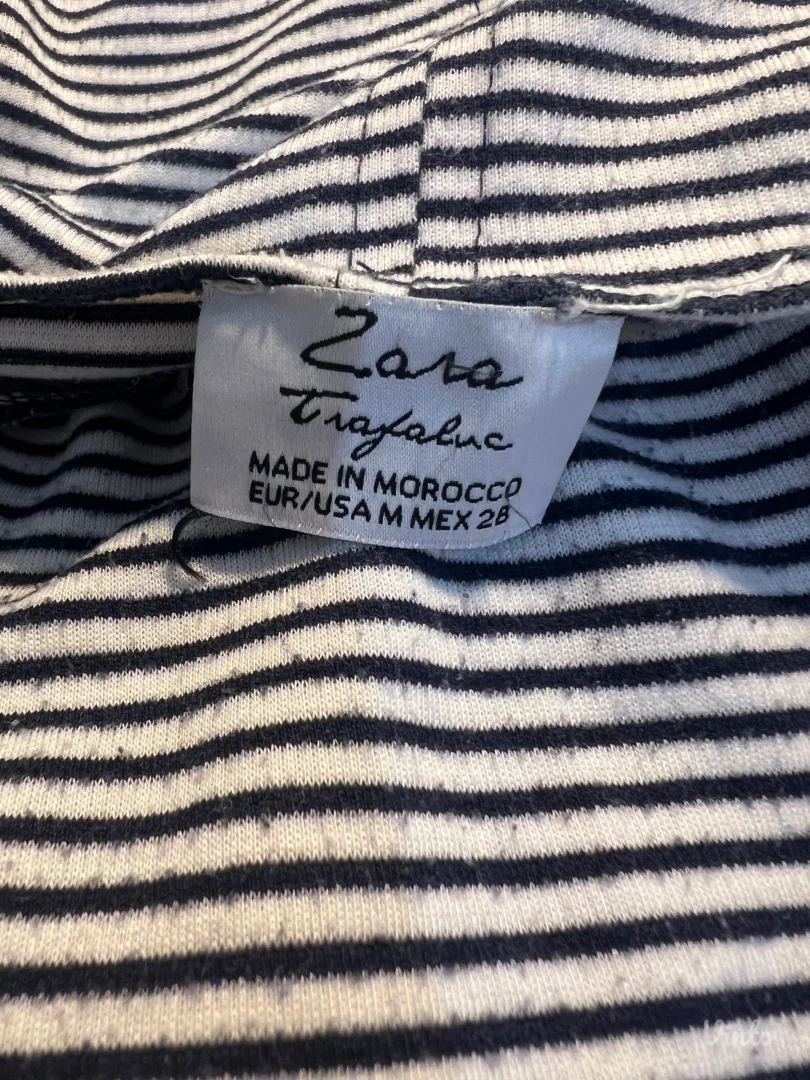 Zara
Trafaluc
MADE IN MOROCCO
EUR/USA M MEX 28